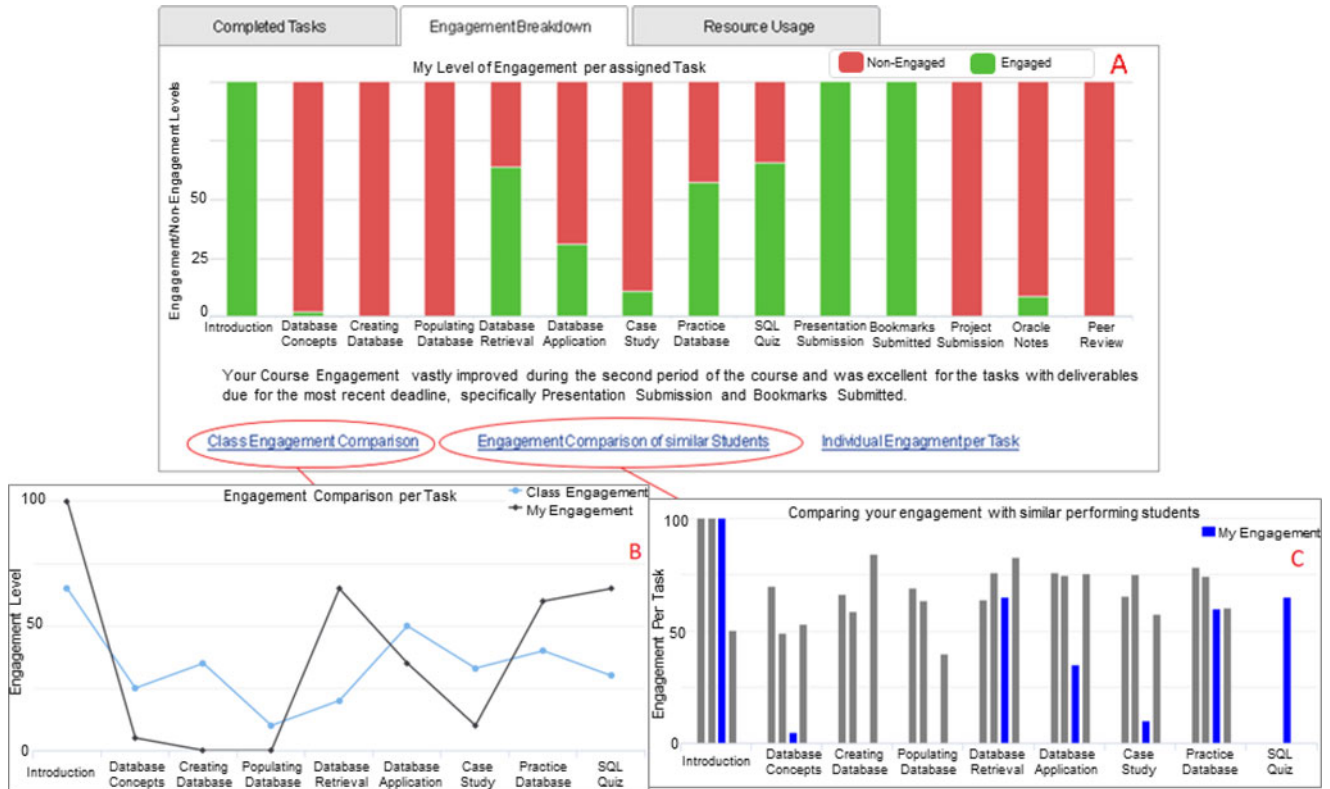 Completed Tasks
Engagement Breakdown
Resource Usage
My Level of Engagement per assigned Task
Non-Engaged
Engaged
A
Engagement/Non-Engagement Levels
50
25
0
Introduction
Database Concepts
Creating Database
Populating Database
Database Retrieval
Database Application
Case Study
Practice Database
SQL Quiz
Presentation Submission
Bookmarks Submitted
Project Submission
Oracle Notes
Peer Review
Your Course Engagement vastly improved during the second period of the course and was excellent for the tasks with deliverables
due for the most recent deadline, specifically Presentation Submission and Bookmarks Submitted.
Class Engagement Comparison
Engagement Comparison of similar Students
Individual Engagment per Task
Engagement Comparison per Task
Class Engagement
My Engagement
B
Engagement Level
100
50
0
Introduction
Database Concepts
Creating Database
Populating Database
Database Retrieval
Database Application
Case Study
Practice Database
SQL Quiz
Comparing your engagement with similar performing students
My Engagement
C
Engagement Per Task
100
50
0
Introduction
Database Concepts
Creating Database
Populating Database
Database Retrieval
Database Application
Case Study
Practice Database
SQL Quiz